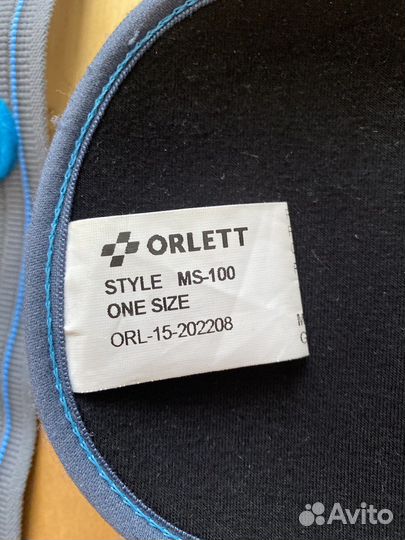 ORLETT
STYLE MS-100
ONE SIZE
ORL-15-202208
Avito